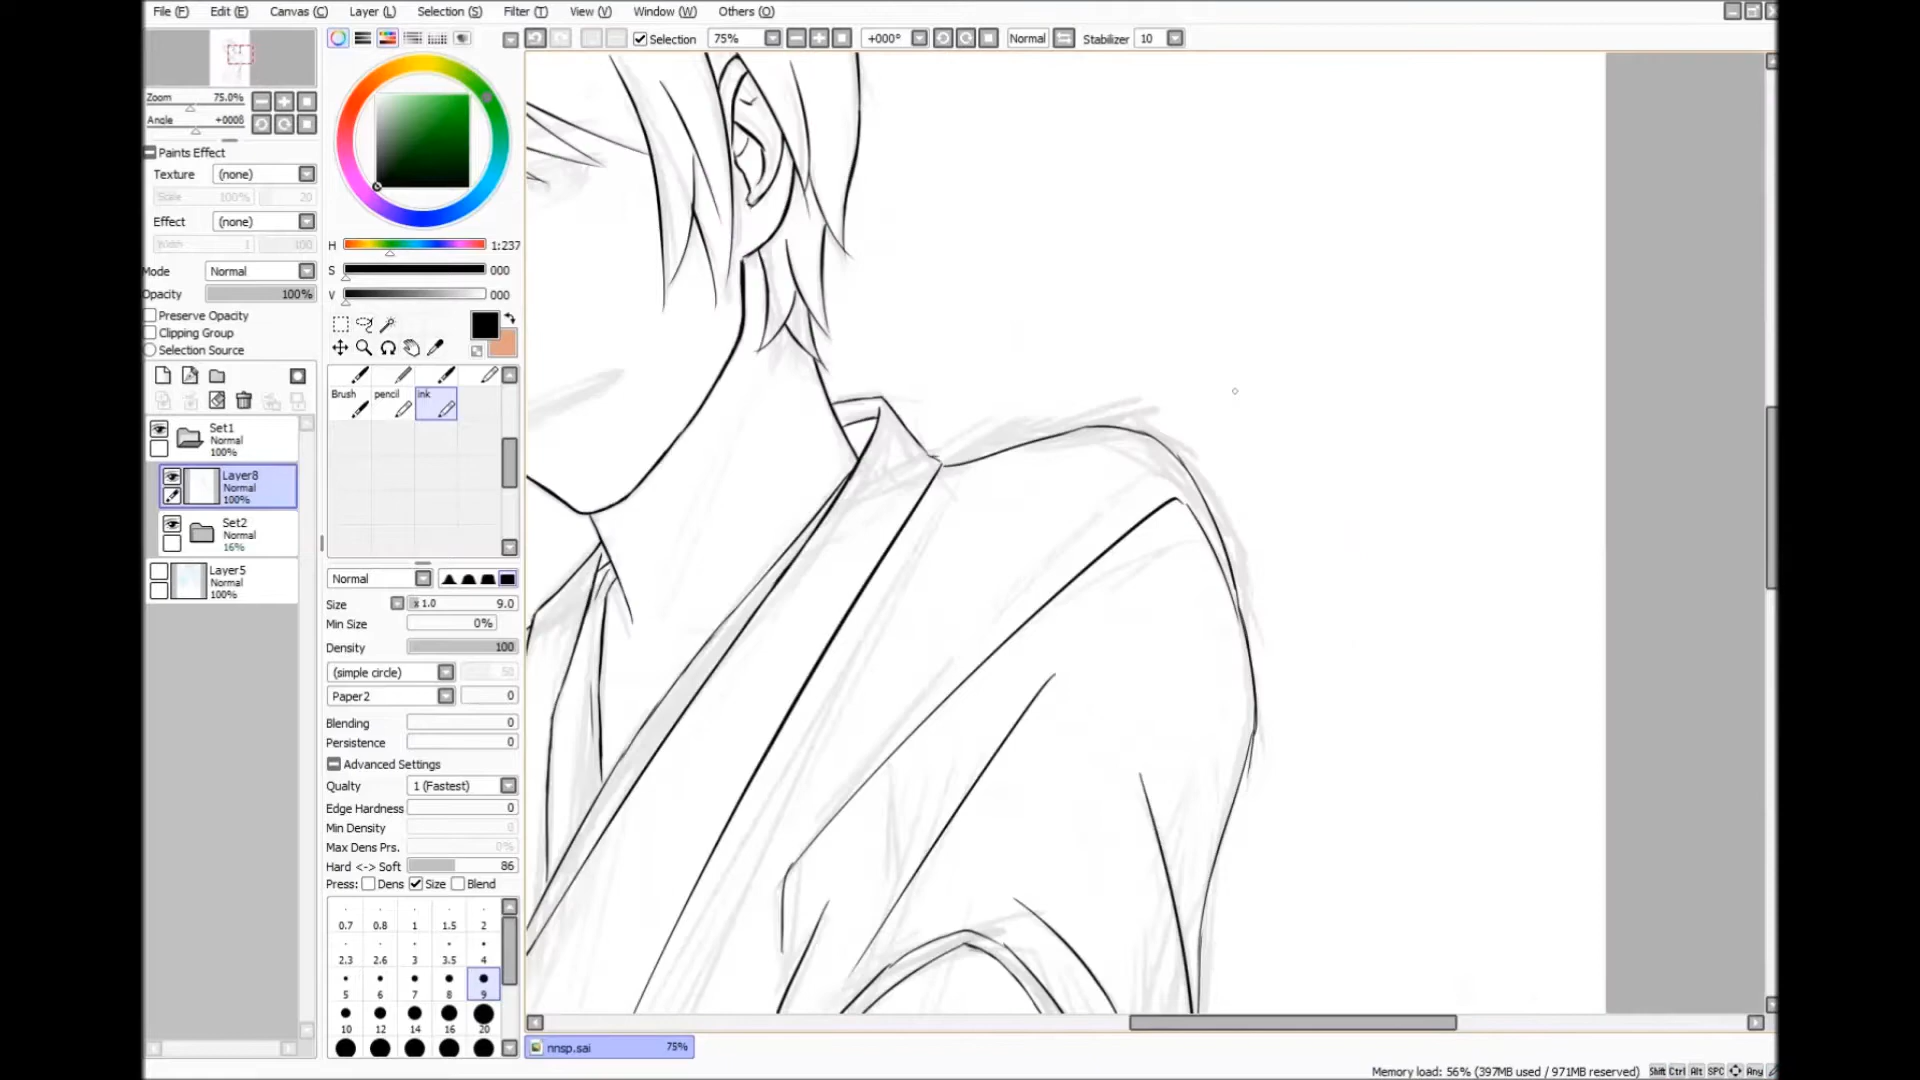 File (F) Edit (E) Canvas (C) Layer (L) Selection (S) Filter (T) View (V) Window (W) Others (O)
Selection 75% +000° Normal Stabilizer 10
Zoom 75.0%
Angle +0008
Paints Effect
Texture (none)
Scale 100% 20
Effect (none)
Width 1 100
Mode Normal
Opacity 100%
Preserve Opacity
Clipping Group
Selection Source
Set1
Normal
100%
Layer8
Normal
100%
Set2
Normal
16%
Layer5
Normal
100%
H 1:237
S 000
V 000
Brush pencil ink
Normal
Size x 1.0 9.0
Min Size 0%
Density 100
(simple circle) 50
Paper2 0
Blending 0
Persistence 0
Advanced Settings
Qualty 1 (Fastest)
Edge Hardness 0
Min Density 0
Max Dens Prs. 0%
Hard <-> Soft 86
Press: Dens Size Blend
0.7 0.8 1 1.5 2
2.3 2.6 3 3.5 4
5 6 7 8 9
10 12 14 16 20
nnsp.sai 75%
Memory load: 56% (397MB used / 971MB reserved) Shift Ctrl Alt SPC Any